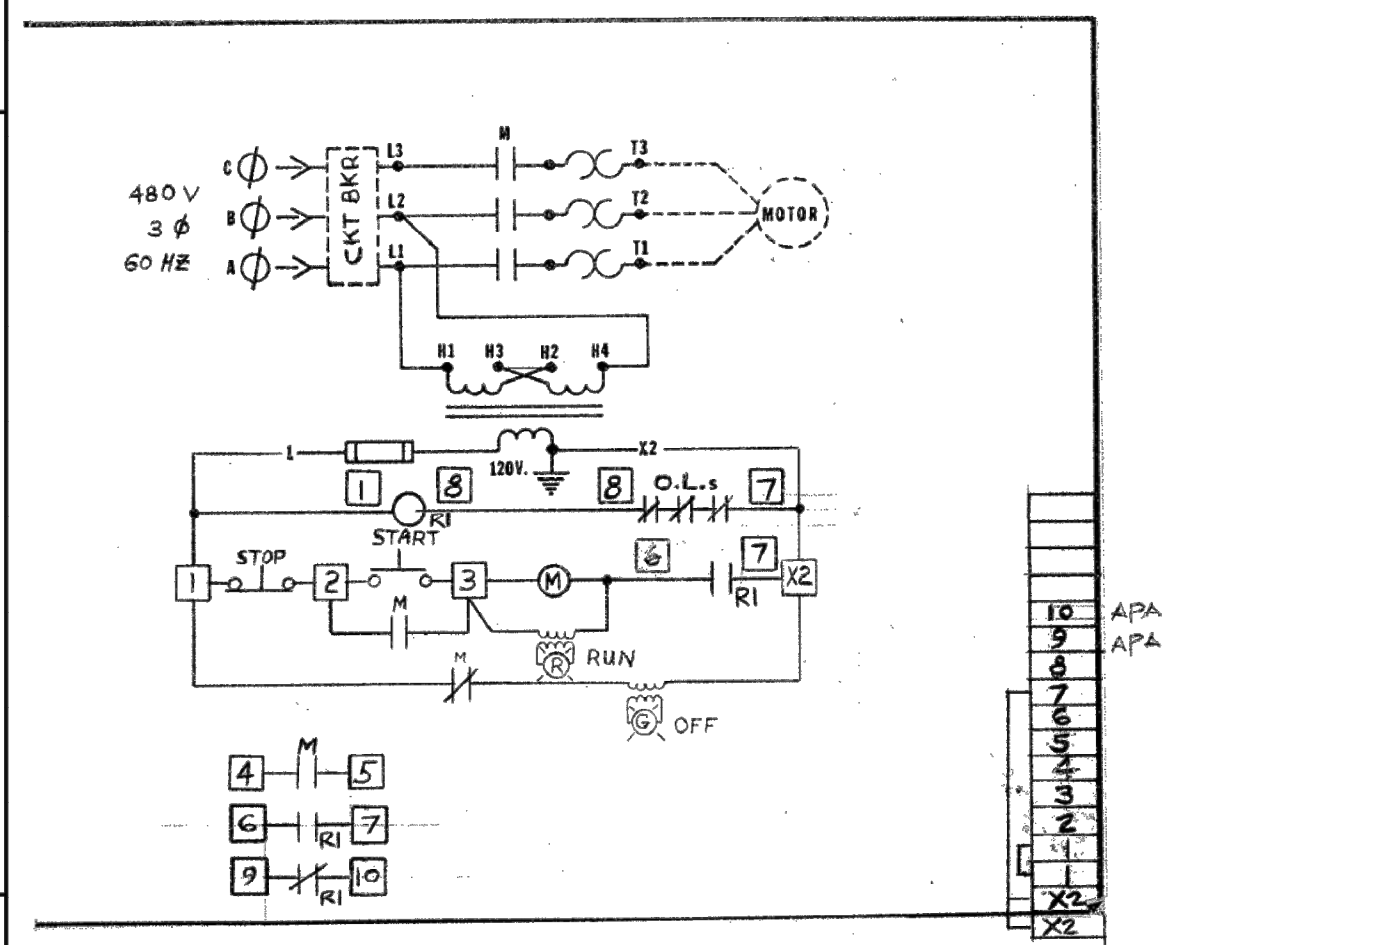 M
C L3 T3
480 V
B CKT BKR L2 T2 MOTOR
3 Ø
60 HZ A L1 T1
H1 H3 H2 H4
1 X2
120V.
1 8 8 O.L.s 7
R1
START
STOP 6 7
1 2 3 M X2
R1
M
R RUN
M
G OFF
M
4 5
6 7
R1
9 10
R1
10 APA
9 APA
8
7
6
5
4
3
2
1
1
X2
X2